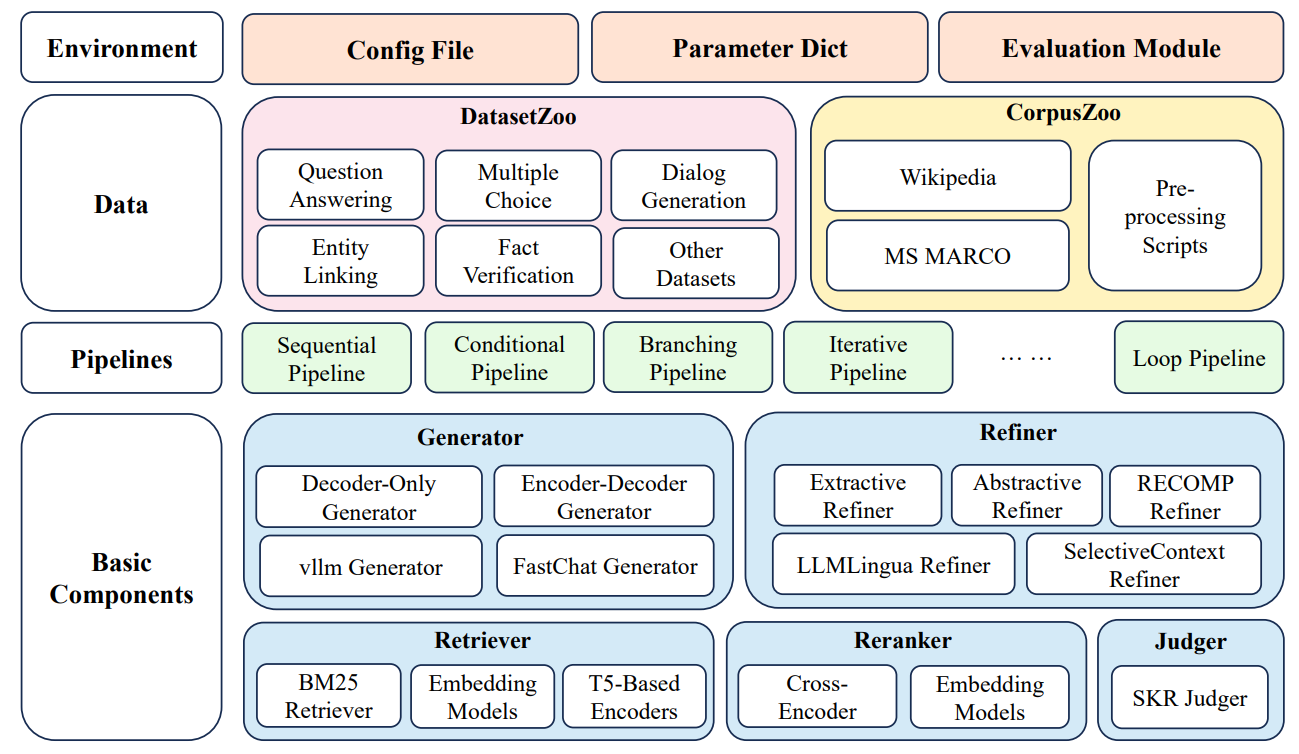 Environment
Config File
Parameter Dict
Evaluation Module
Data
DatasetZoo
Question
Answering
Multiple
Choice
Dialog
Generation
Entity
Linking
Fact
Verification
Other
Datasets
CorpusZoo
Wikipedia
MS MARCO
Pre-
processing
Scripts
Pipelines
Sequential
Pipeline
Conditional
Pipeline
Branching
Pipeline
Iterative
Pipeline
... ...
Loop Pipeline
Basic
Components
Generator
Decoder-Only
Generator
Encoder-Decoder
Generator
vllm Generator
FastChat Generator
Refiner
Extractive
Refiner
Abstractive
Refiner
RECOMP
Refiner
LLMLingua Refiner
SelectiveContext
Refiner
Retriever
BM25
Retriever
Embedding
Models
T5-Based
Encoders
Reranker
Cross-
Encoder
Embedding
Models
Judger
SKR Judger